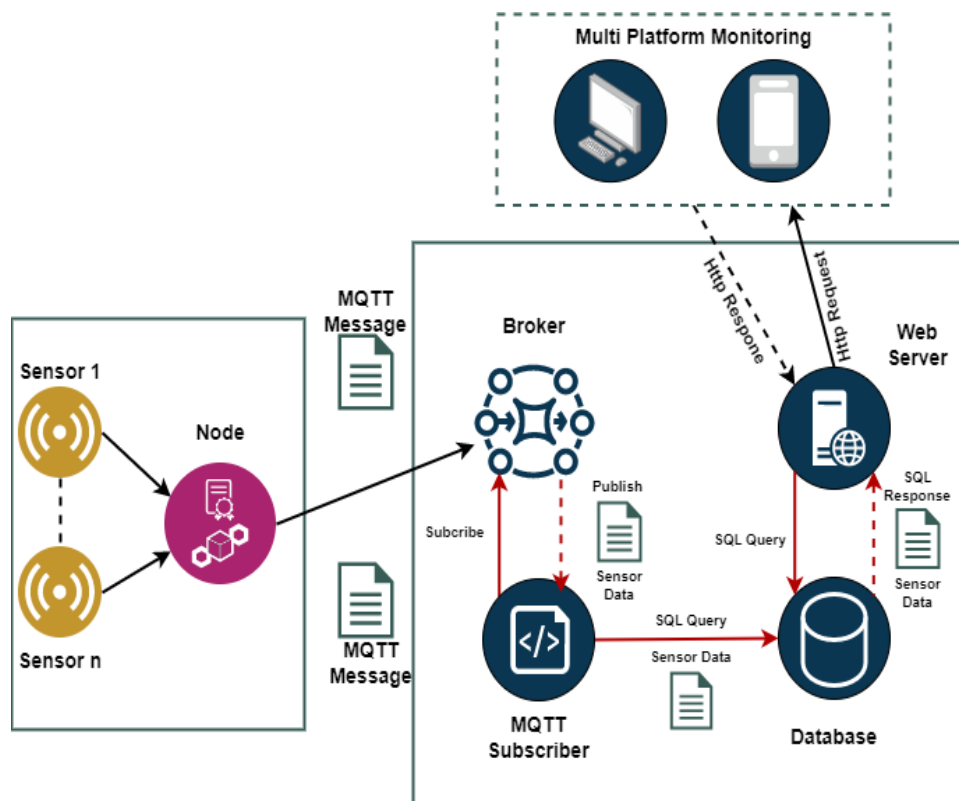 Multi Platform Monitoring
Http Respone
Http Request
MQTT
Message
Broker
Web
Server
Sensor 1
Node
Publish
Sensor
Data
Subcribe
SQL
Response
SQL Query
Sensor
Data
SQL Query
Sensor Data
Sensor n
MQTT
Message
MQTT
Subscriber
Database